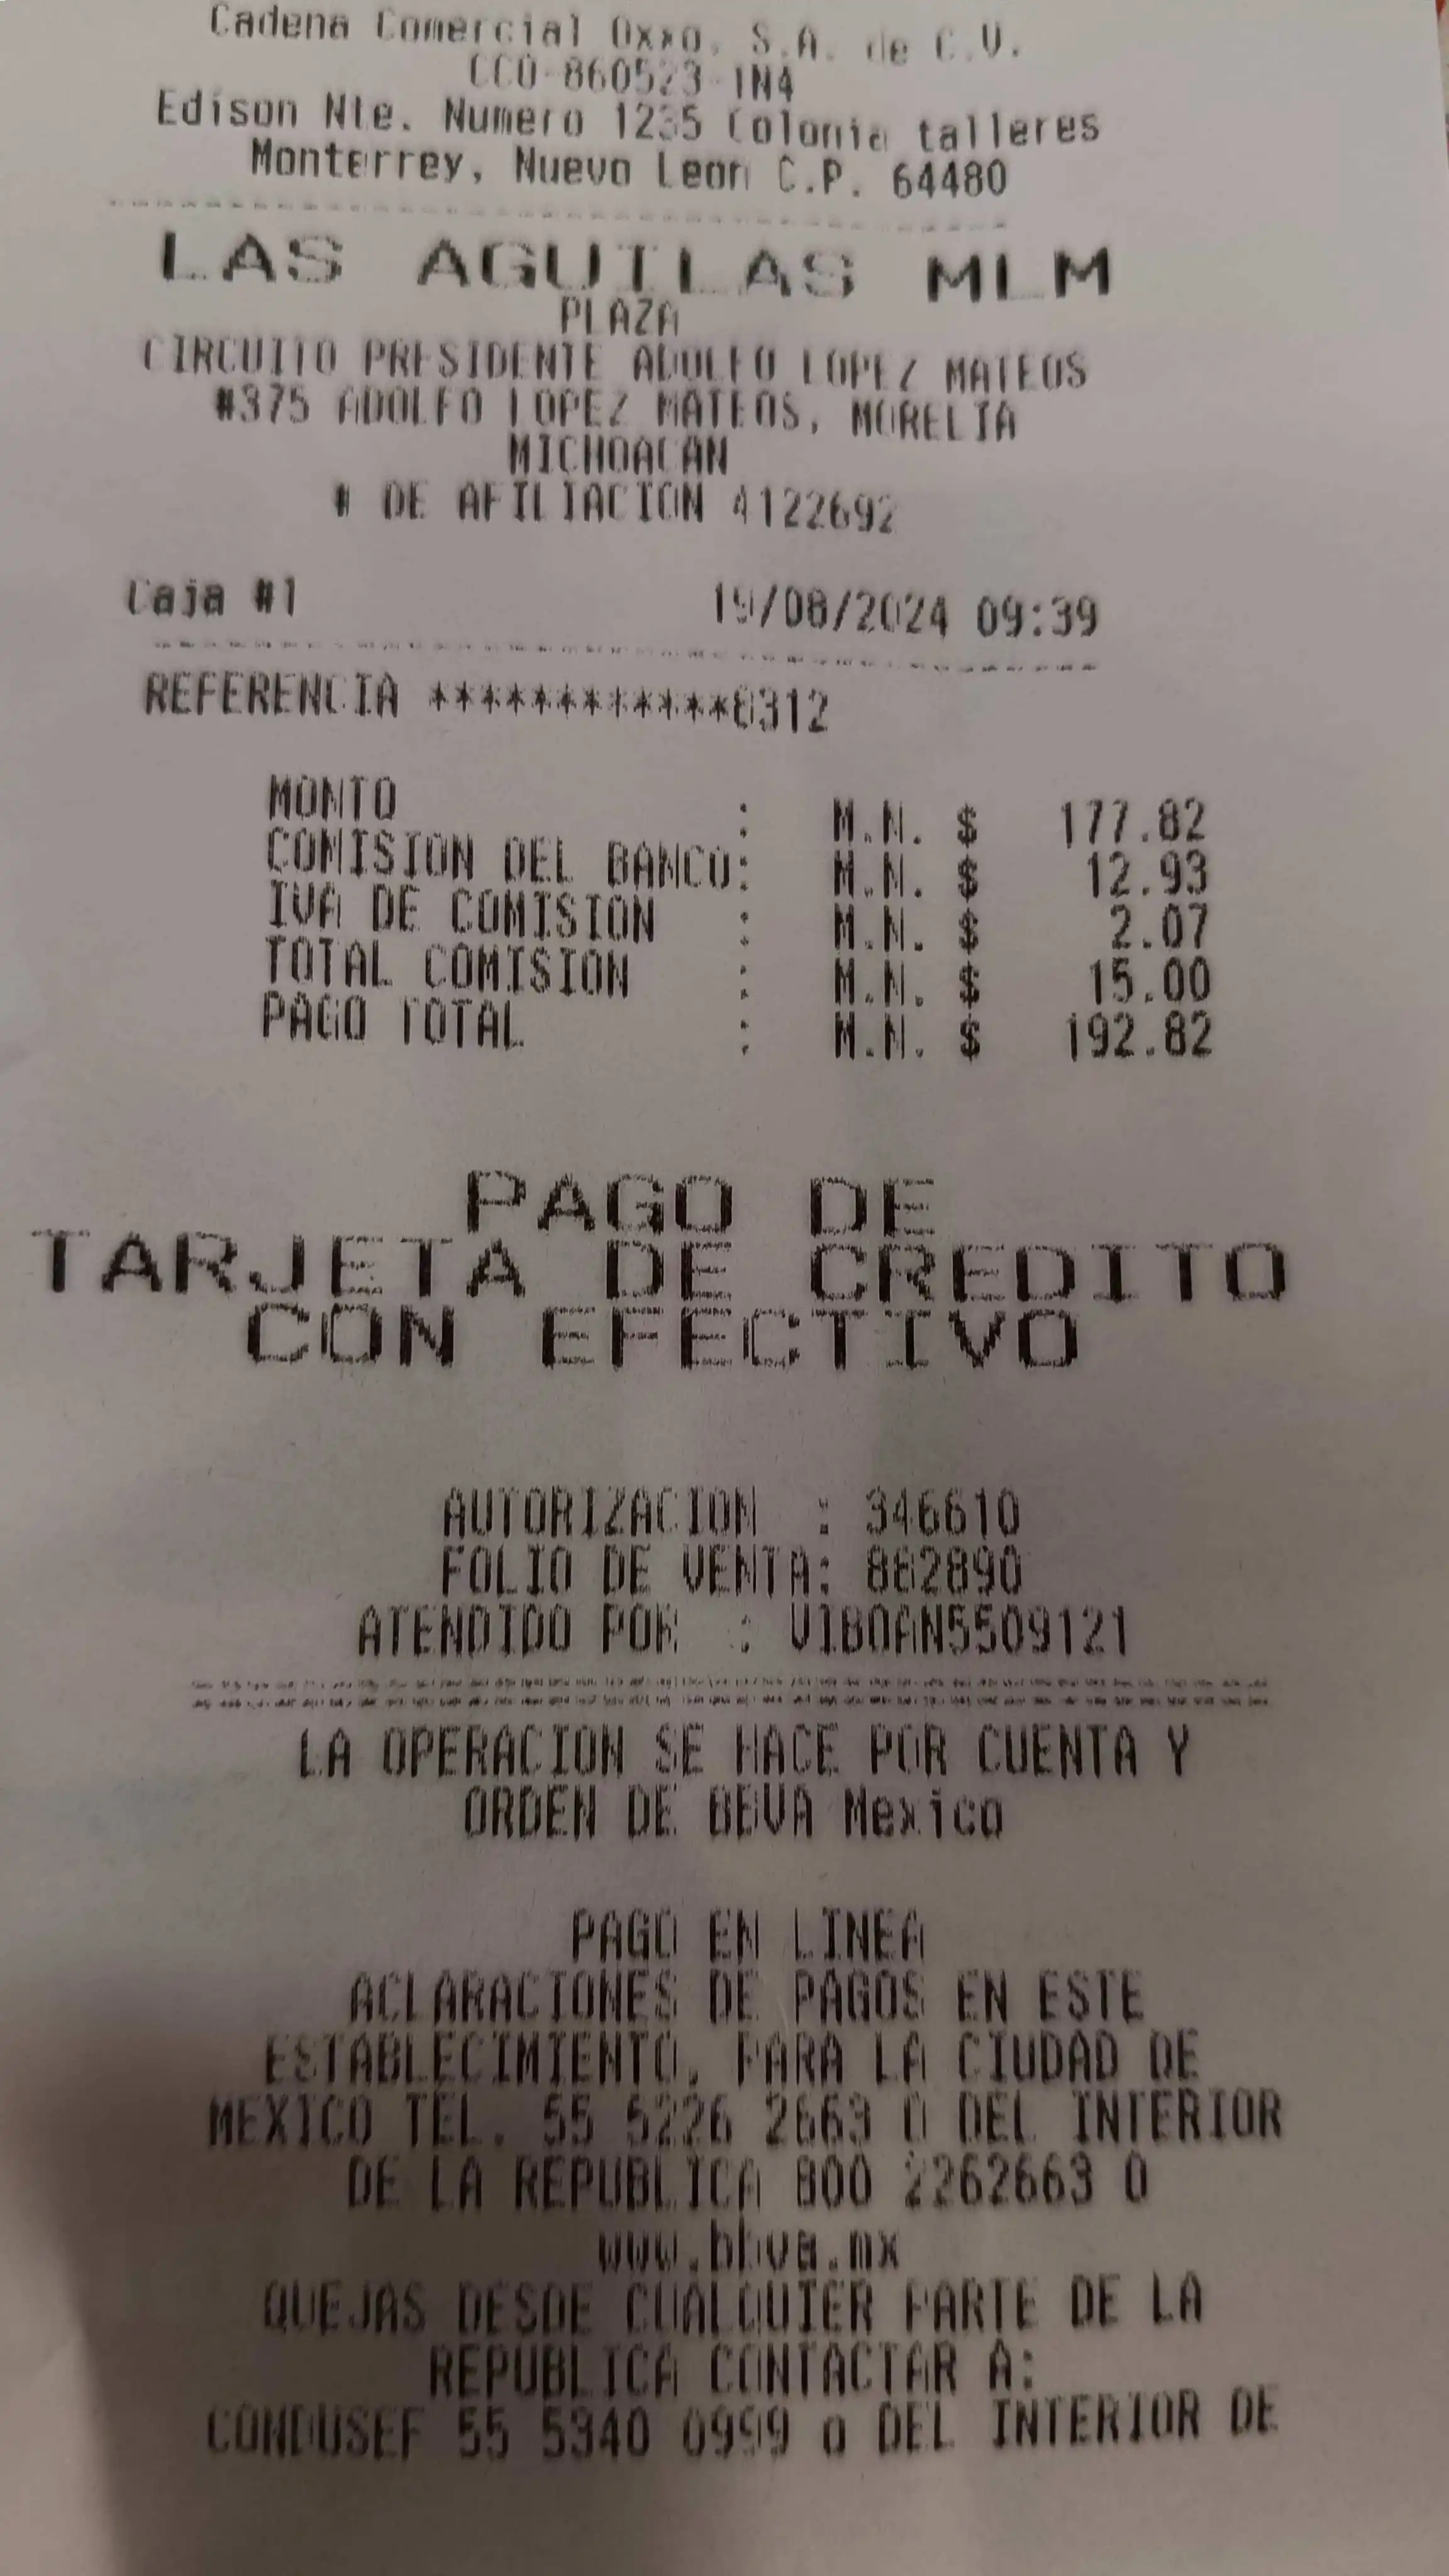 Cadena Comercial Oxxo, S.A. de C.V.
CCO-860523-1N4
Edison Nte. Numero 1235 Colonia talleres
Monterrey, Nuevo Leon C.P. 64480
LAS AGUILAS MLM
PLAZA
CIRCUITO PRESIDENTE ADOLFO LOPEZ MATEOS
#375 ADOLFO LOPEZ MATEOS, MORELIA
MICHOACAN
# DE AFILIACION 4122692
Caja #1 19/08/2024 09:39
REFERENCIA ************8312
MONTO : M.N. $ 177.82
COMISION DEL BANCO: M.N. $ 12.93
IVA DE COMISION : M.N. $ 2.07
TOTAL COMISION : M.N. $ 15.00
PAGO TOTAL : M.N. $ 192.82
PAGO DE
TARJETA DE CREDITO
CON EFECTIVO
AUTORIZACION : 346610
FOLIO DE VENTA: 882890
ATENDIDO POR : VIBOAN5509121
LA OPERACION SE HACE POR CUENTA Y
ORDEN DE BBVA Mexico
PAGO EN LINEA
ACLARACIONES DE PAGOS EN ESTE
ESTABLECIMIENTO, PARA LA CIUDAD DE
MEXICO TEL. 55 5226 2663 O DEL INTERIOR
DE LA REPUBLICA 800 2262663 O
www.bbva.mx
QUEJAS DESDE CUALQUIER PARTE DE LA
REPUBLICA CONTACTAR A:
CONDUSEF 55 5340 0999 o DEL INTERIOR DE